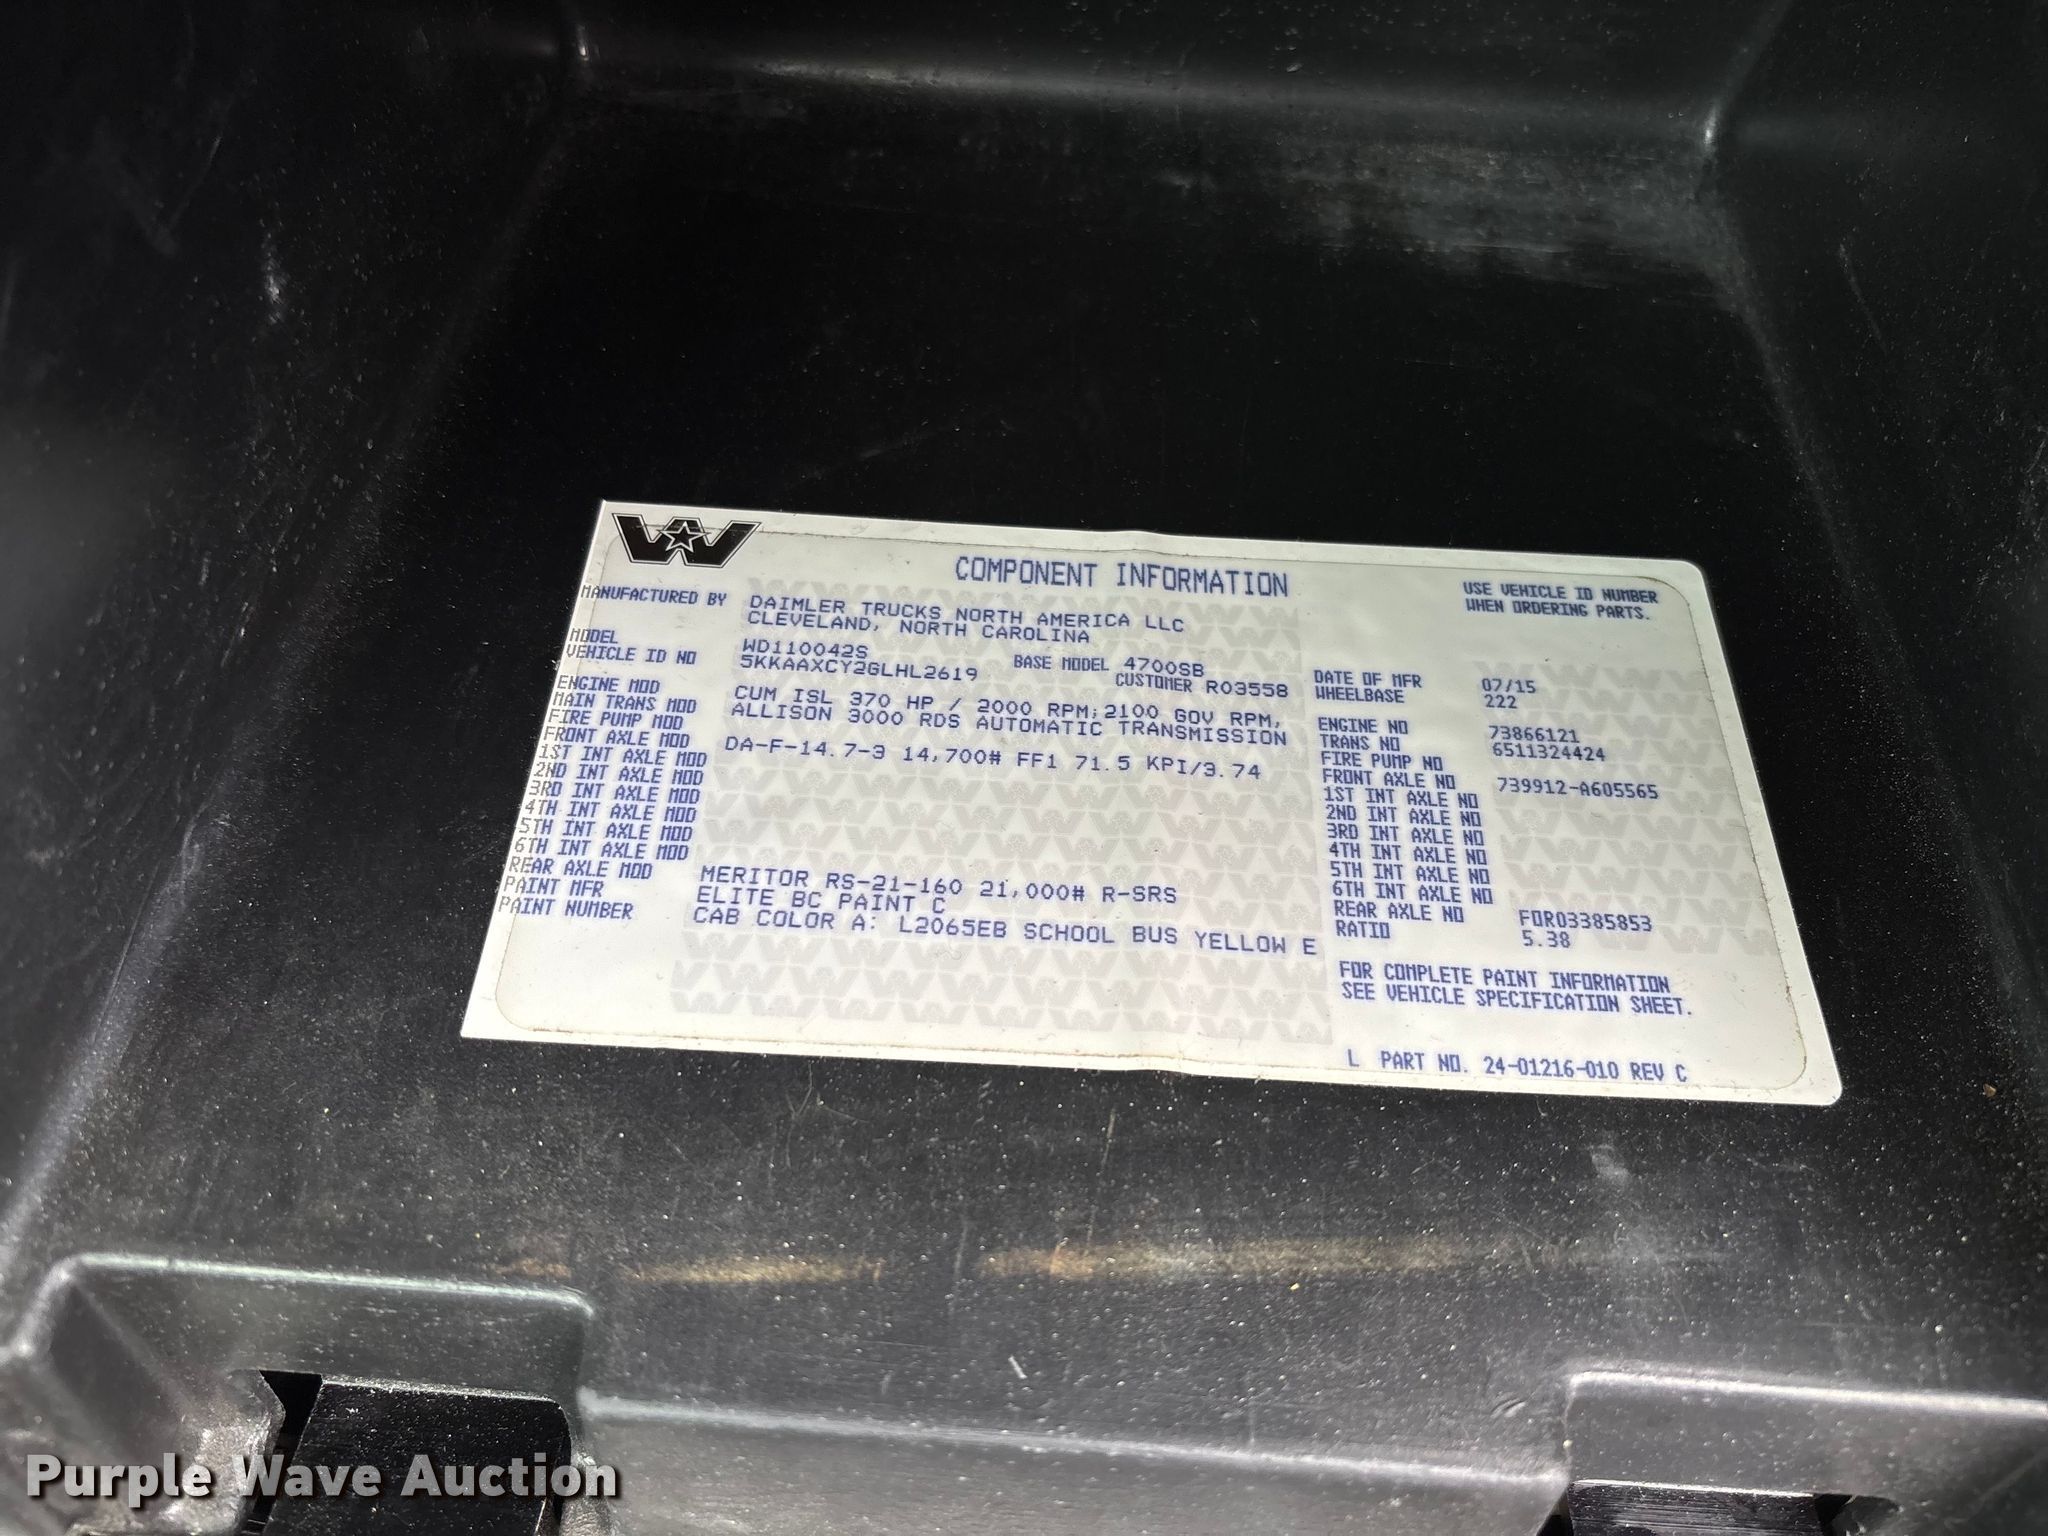 W
COMPONENT INFORMATION
USE VEHICLE ID NUMBER
WHEN ORDERING PARTS.
MANUFACTURED BY DAIMLER TRUCKS NORTH AMERICA LLC
CLEVELAND, NORTH CAROLINA
MODEL WD110042S BASE MODEL 4700SB
VEHICLE ID NO 5KKAAXCY2GLHL2619 CUSTOMER R03558
DATE OF MFR 07/15
WHEELBASE 222
ENGINE MOD CUM ISL 370 HP / 2000 RPM;2100 GOV RPM,
MAIN TRANS MOD ALLISON 3000 RDS AUTOMATIC TRANSMISSION
FIRE PUMP MOD
FRONT AXLE MOD DA-F-14.7-3 14,700# FF1 71.5 KPI/3.74
1ST INT AXLE MOD
2ND INT AXLE MOD
3RD INT AXLE MOD
4TH INT AXLE MOD
5TH INT AXLE MOD
6TH INT AXLE MOD
REAR AXLE MOD MERITOR RS-21-160 21,000# R-SRS
PAINT MFR ELITE BC PAINT C
PAINT NUMBER CAB COLOR A: L2065EB SCHOOL BUS YELLOW E
ENGINE NO 73866121
TRANS NO 6511324424
FIRE PUMP NO
FRONT AXLE NO 739912-A605565
1ST INT AXLE NO
2ND INT AXLE NO
3RD INT AXLE NO
4TH INT AXLE NO
5TH INT AXLE NO
6TH INT AXLE NO
REAR AXLE NO FOR03385853
RATIO 5.38
FOR COMPLETE PAINT INFORMATION
SEE VEHICLE SPECIFICATION SHEET.
L PART NO. 24-01216-010 REV C
Purple Wave Auction